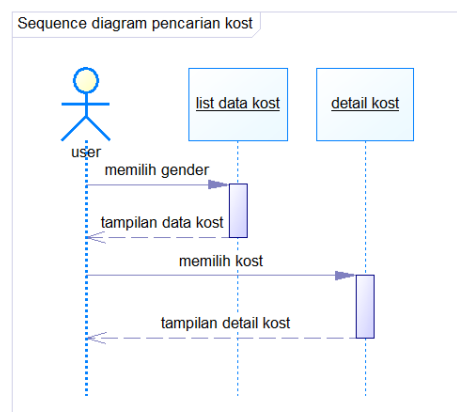 Sequence diagram pencarian kost
list data kost
detail kost
user
memilih gender
tampilan data kost
memilih kost
tampilan detail kost